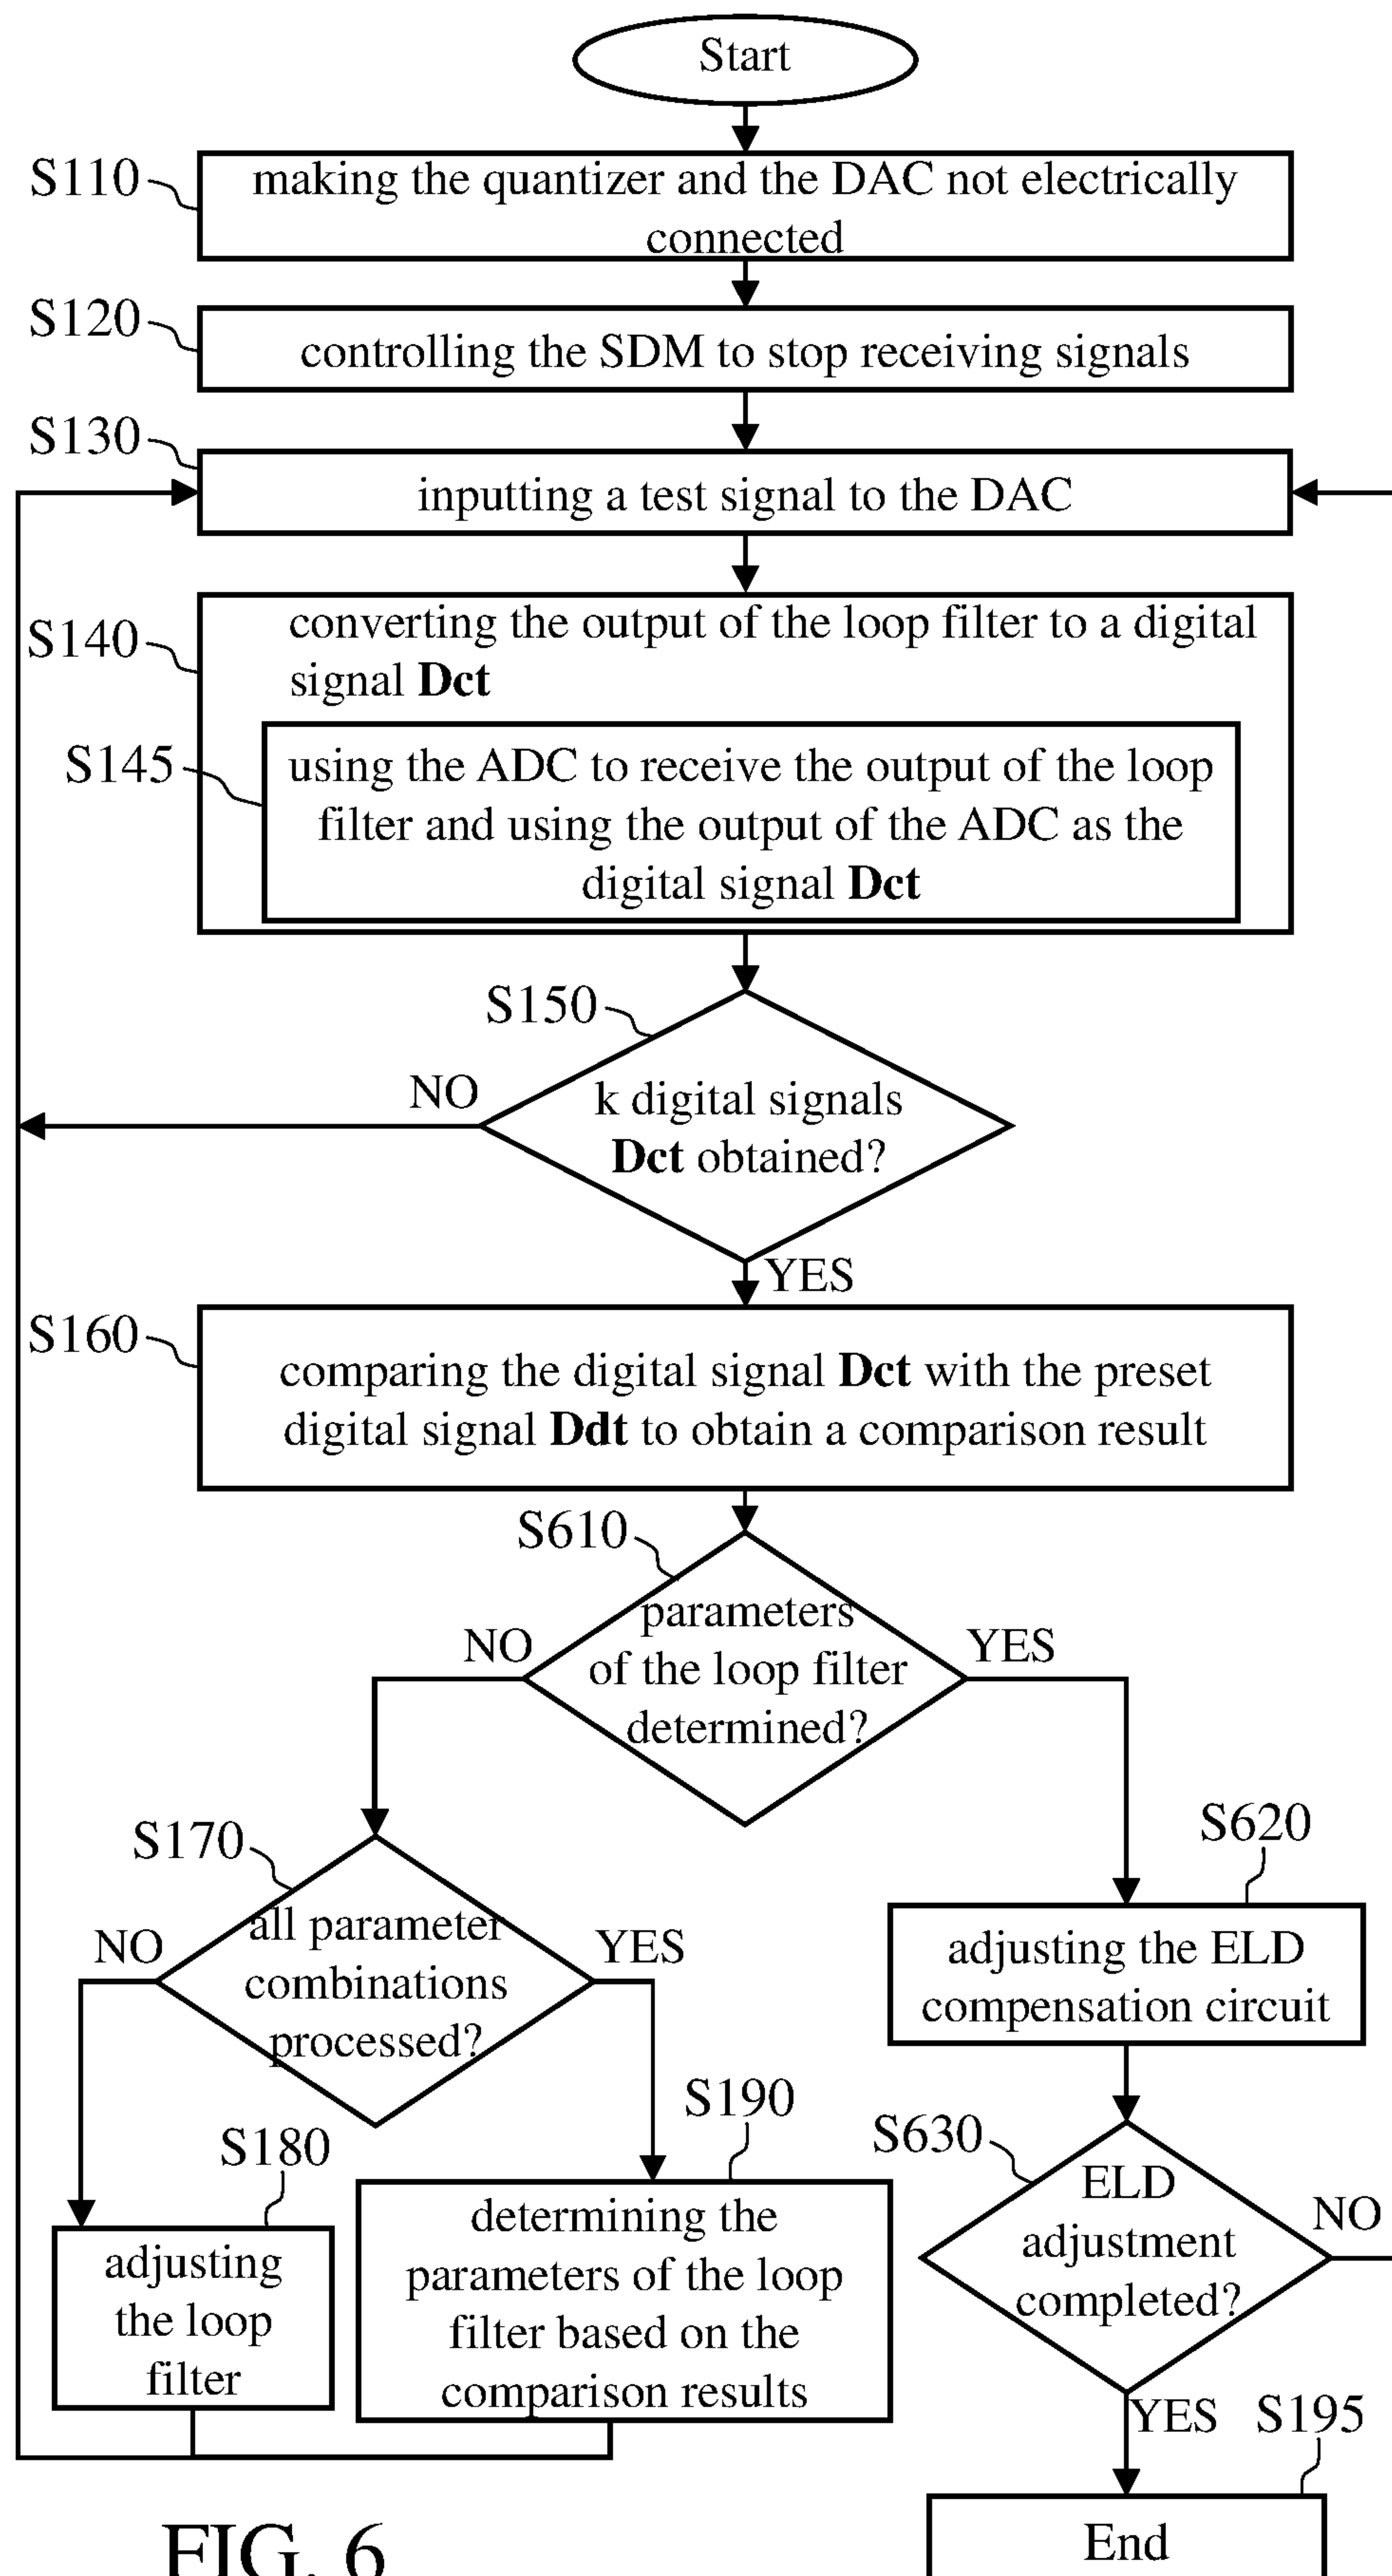 Start
S110
making the quantizer and the DAC not electrically
connected
S120
controlling the SDM to stop receiving signals
S130
inputting a test signal to the DAC
S140
converting the output of the loop filter to a digital
signal Dct
S145
using the ADC to receive the output of the loop
filter and using the output of the ADC as the
digital signal Dct
S150
NO
k digital signals
Dct obtained?
YES
S160
comparing the digital signal Dct with the preset
digital signal Ddt to obtain a comparison result
S610
NO
parameters
of the loop filter
determined?
YES
S170
NO
all parameter
combinations
processed?
YES
S620
adjusting the ELD
compensation circuit
S180
adjusting
the loop
filter
S190
determining the
parameters of the loop
filter based on the
comparison results
S630
ELD
adjustment
completed?
NO
YES
S195
End
FIG. 6